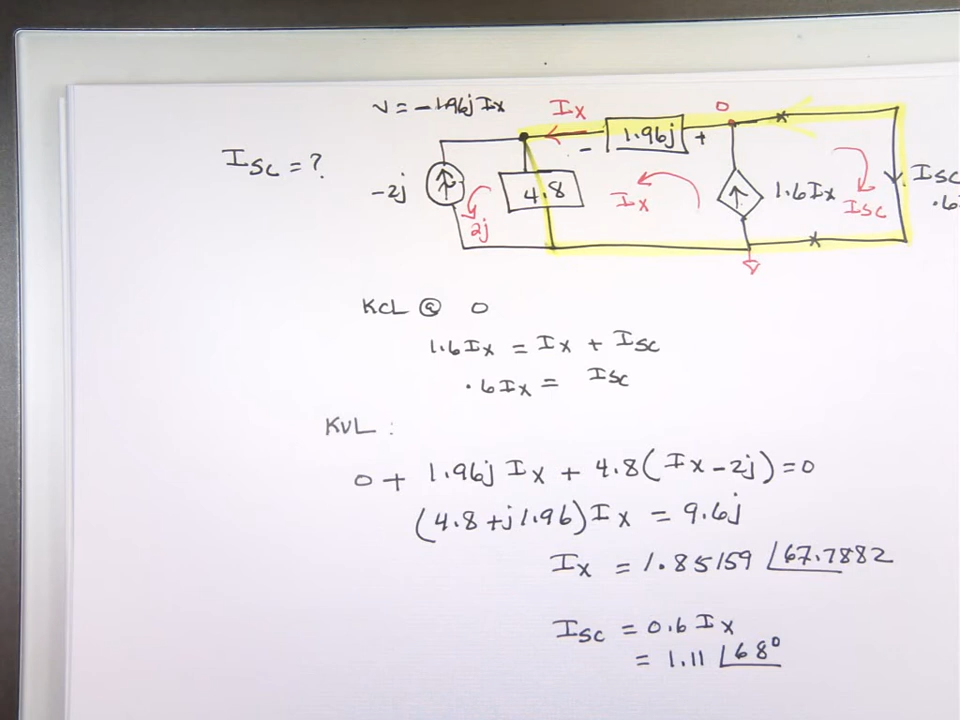 V = -1.96j Ix
Isc = ?
Ix
- 1.96j +
0
-2j
4.8
2j
Ix
1.6Ix
Isc
Isc
.6
KCL @ 0
1.6Ix = Ix + Isc
.6Ix = Isc
KVL :
0 + 1.96j Ix + 4.8(Ix - 2j) = 0
(4.8 + j1.96)Ix = 9.6j
Ix = 1.85159 ∠67.7882
Isc = 0.6 Ix
= 1.11 ∠68°